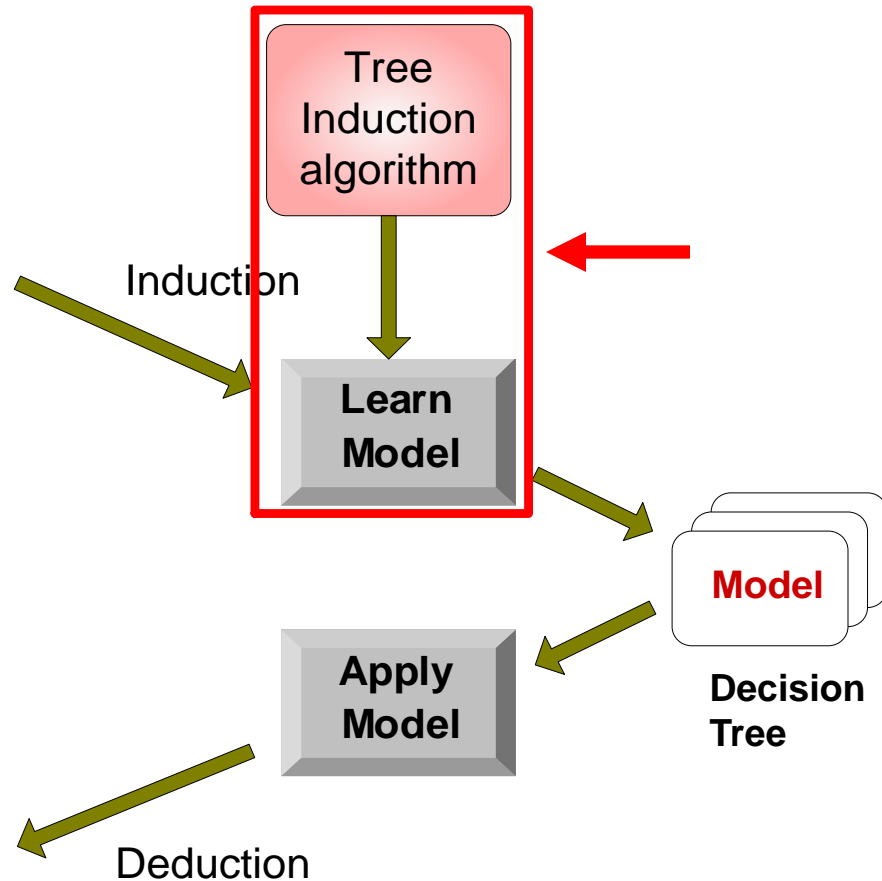 Tree
Induction
algorithm
Induction
Learn
Model
Model
Apply
Model
Decision
Tree
Deduction